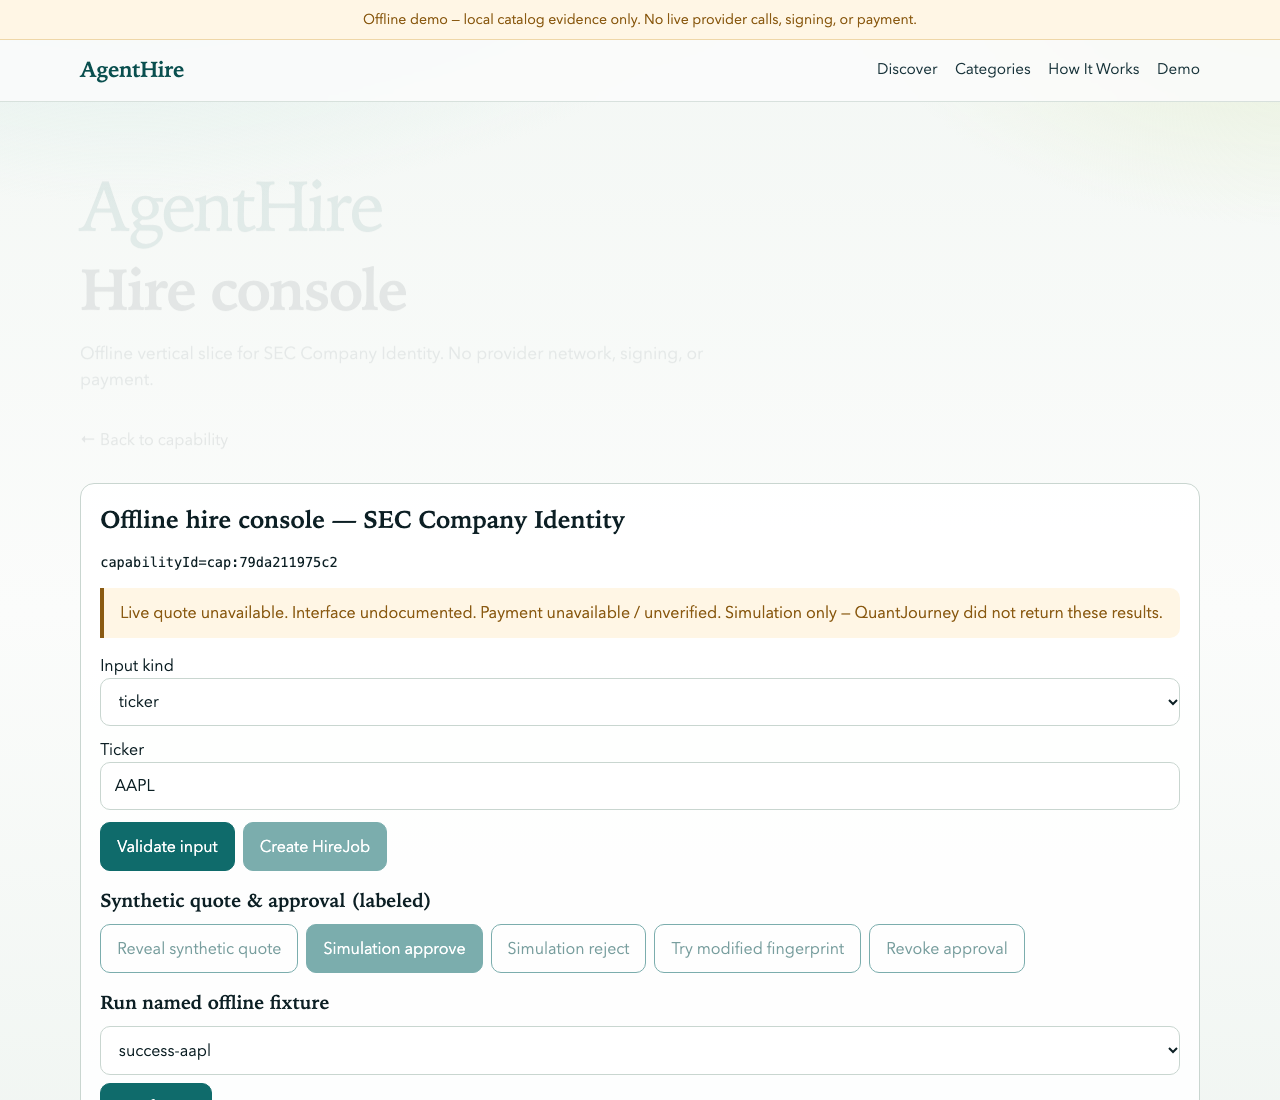 Offline demo — local catalog evidence only. No live provider calls, signing, or payment.
AgentHire
Discover Categories How It Works Demo
AgentHire
Hire console
Offline vertical slice for SEC Company Identity. No provider network, signing, or
payment.
← Back to capability
Offline hire console — SEC Company Identity
capabilityId=cap:79da211975c2
Live quote unavailable. Interface undocumented. Payment unavailable / unverified. Simulation only — QuantJourney did not return these results.
Input kind
ticker
Ticker
AAPL
Validate input Create HireJob
Synthetic quote & approval (labeled)
Reveal synthetic quote Simulation approve Simulation reject Try modified fingerprint Revoke approval
Run named offline fixture
success-aapl